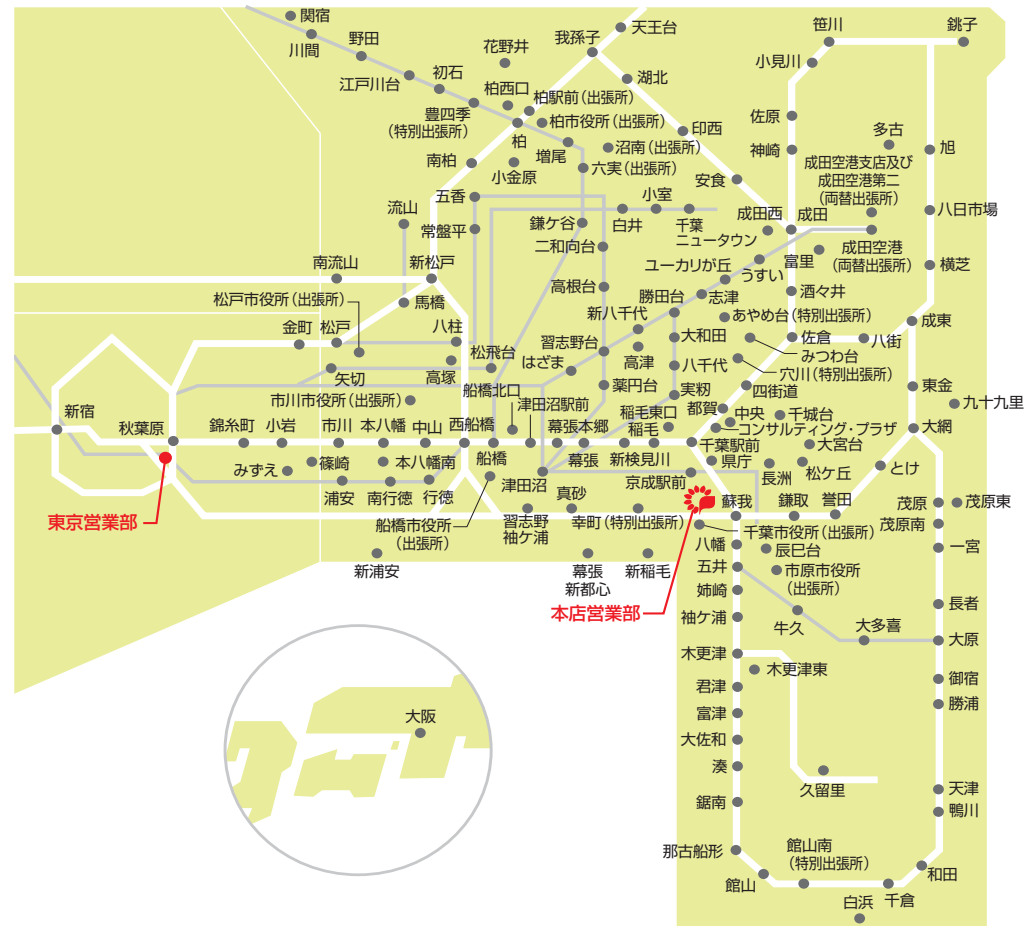 関宿
川間
野田
江戸川台
初石
花野井
柏西口
柏駅前(出張所)
柏市役所(出張所)
豊四季
(特別出張所)
柏
増尾
沼南(出張所)
六実(出張所)
南柏
小金原
我孫子
天王台
湖北
印西
安食
笹川
銚子
小見川
佐原
神崎
多古
旭
成田空港支店及び
成田空港第二
(両替出張所)
八日市場
成田西
成田
富里
成田空港
(両替出張所)
横芝
五香
流山
常盤平
鎌ケ谷
白井
小室
千葉
ニュータウン
二和向台
ユーカリが丘
うすい
南流山
新松戸
高根台
勝田台
志津
酒々井
松戸市役所(出張所)
馬橋
新八千代
あやめ台(特別出張所)
成東
金町
松戸
八柱
松飛台
習志野台
はざま
高津
大和田
佐倉
八街
みつわ台
矢切
高塚
八千代
穴川(特別出張所)
市川市役所(出張所)
船橋北口
薬円台
実籾
四街道
東金
九十九里
新宿
秋葉原
錦糸町
小岩
市川
本八幡
中山
西船橋
津田沼駅前
幕張本郷
稲毛東口
稲毛
都賀
中央
千城台
コンサルティング・プラザ
大網
みずえ
篠崎
本八幡南
船橋
幕張
新検見川
千葉駅前
大宮台
浦安
南行徳
行徳
津田沼
京成駅前
県庁
長洲
松ケ丘
とけ
東京営業部
船橋市役所
(出張所)
習志野
袖ケ浦
真砂
幸町(特別出張所)
蘇我
鎌取
誉田
茂原
茂原東
茂原南
千葉市役所(出張所)
新浦安
幕張
新都心
新稲毛
八幡
辰巳台
一宮
本店営業部
五井
市原市役所
(出張所)
姉崎
長者
袖ケ浦
牛久
大多喜
大原
木更津
木更津東
御宿
君津
勝浦
富津
大阪
大佐和
湊
久留里
天津
鋸南
鴨川
那古船形
館山南
(特別出張所)
和田
館山
千倉
白浜